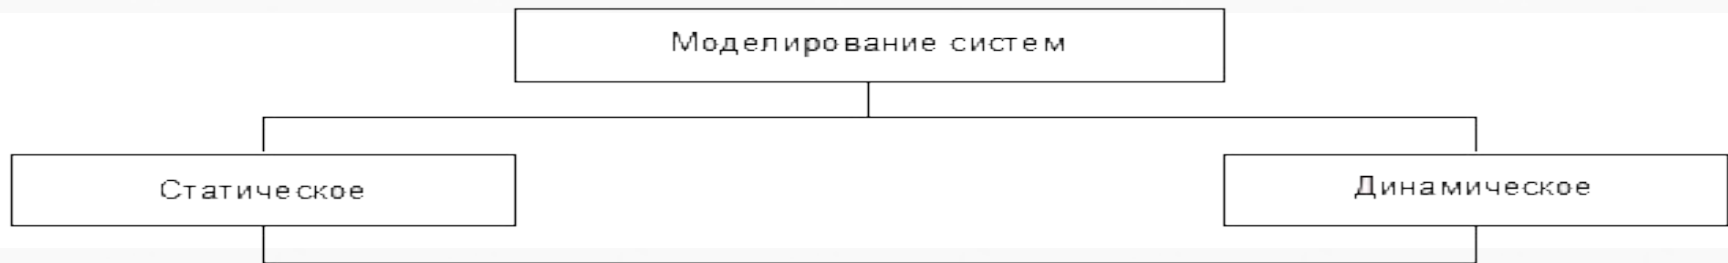 Моделирование систем
Статическое
Динамическое